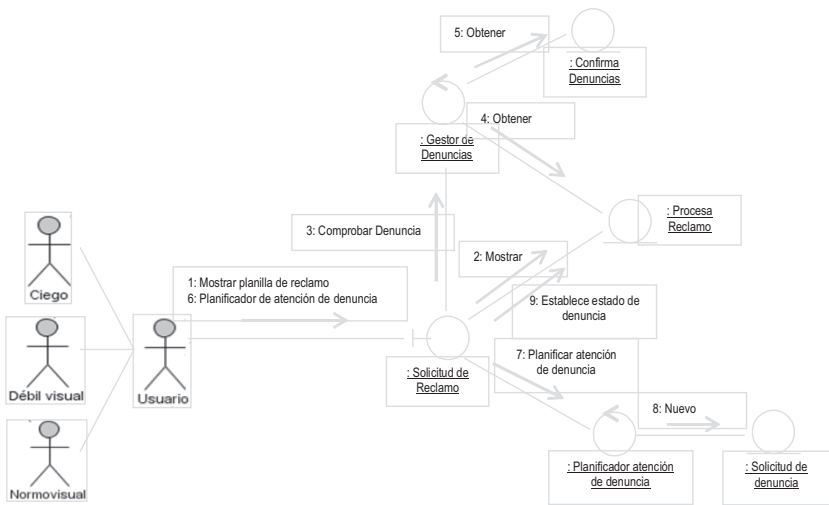 5: Obtener
: Confirma
Denuncias
4: Obtener
: Gestor de
Denuncias
: Procesa
Reclamo
3: Comprobar Denuncia
2: Mostrar
Ciego
1: Mostrar planilla de reclamo
6: Planificador de atención de denuncia
9: Establece estado de
denuncia
Débil visual
Usuario
: Solicitud de
Reclamo
7: Planificar atención
de denuncia
8: Nuevo
Normovisual
: Planificador atención
de denuncia
: Solicitud de
denuncia